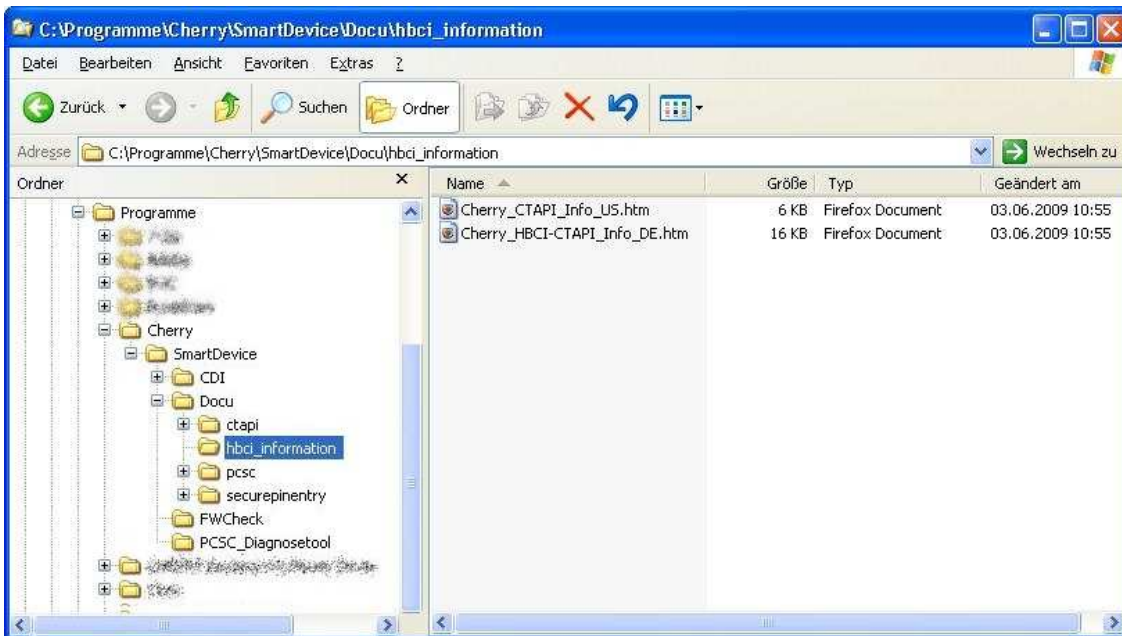 C:\Programme\Cherry\SmartDevice\Docu\hbci_information
Datei Bearbeiten Ansicht Favoriten Extras ?
Zurück Suchen Ordner
Adresse C:\Programme\Cherry\SmartDevice\Docu\hbci_information Wechseln zu
Ordner
Programme
Cherry
SmartDevice
CDI
Docu
ctapi
hbci_information
pcsc
securepinentry
FWCheck
PCSC_Diagnosetool
Name Größe Typ Geändert am
Cherry_CTAPI_Info_US.htm 6 KB Firefox Document 03.06.2009 10:55
Cherry_HBCI-CTAPI_Info_DE.htm 16 KB Firefox Document 03.06.2009 10:55